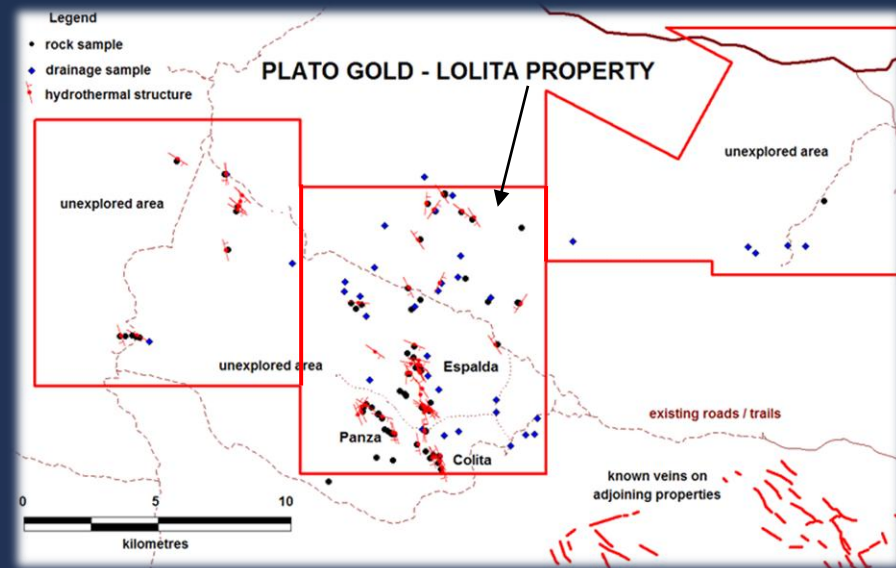 Legend
rock sample
drainage sample
hydrothermal structure
PLATO GOLD - LOLITA PROPERTY
unexplored area
unexplored area
unexplored area
Espalda
Panza
Colita
existing roads / trails
known veins on
adjoining properties
0 5 10
kilometres